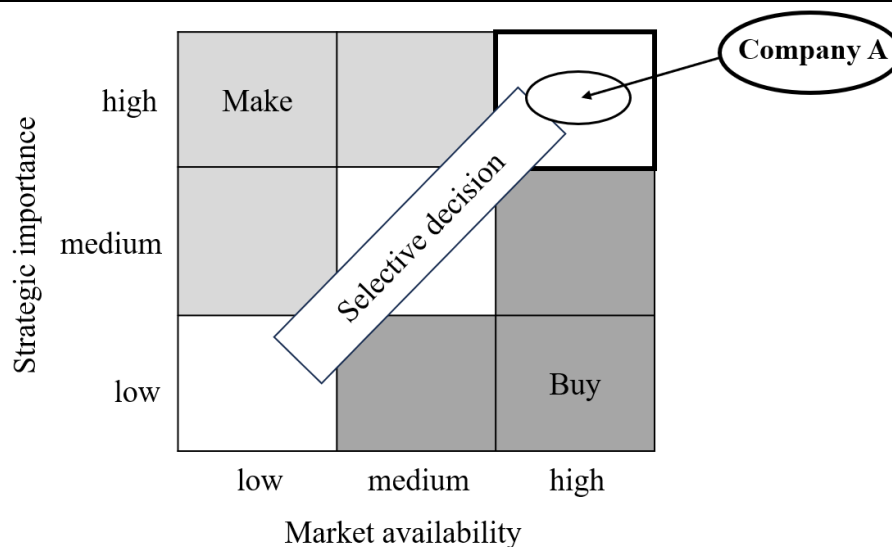 Company A
high
Make
Strategic importance
medium
Selective decision
low
Buy
low
medium
high
Market availability